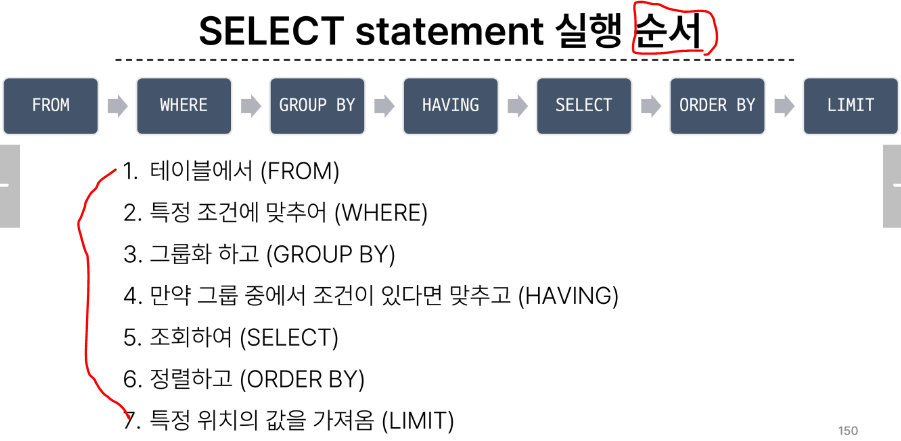 SELECT statement 실행 순서
FROM WHERE GROUP BY HAVING SELECT ORDER BY LIMIT
1. 테이블에서 (FROM)
2. 특정 조건에 맞추어 (WHERE)
3. 그룹화 하고 (GROUP BY)
4. 만약 그룹 중에서 조건이 있다면 맞추고 (HAVING)
5. 조회하여 (SELECT)
6. 정렬하고 (ORDER BY)
7. 특정 위치의 값을 가져옴 (LIMIT)
150